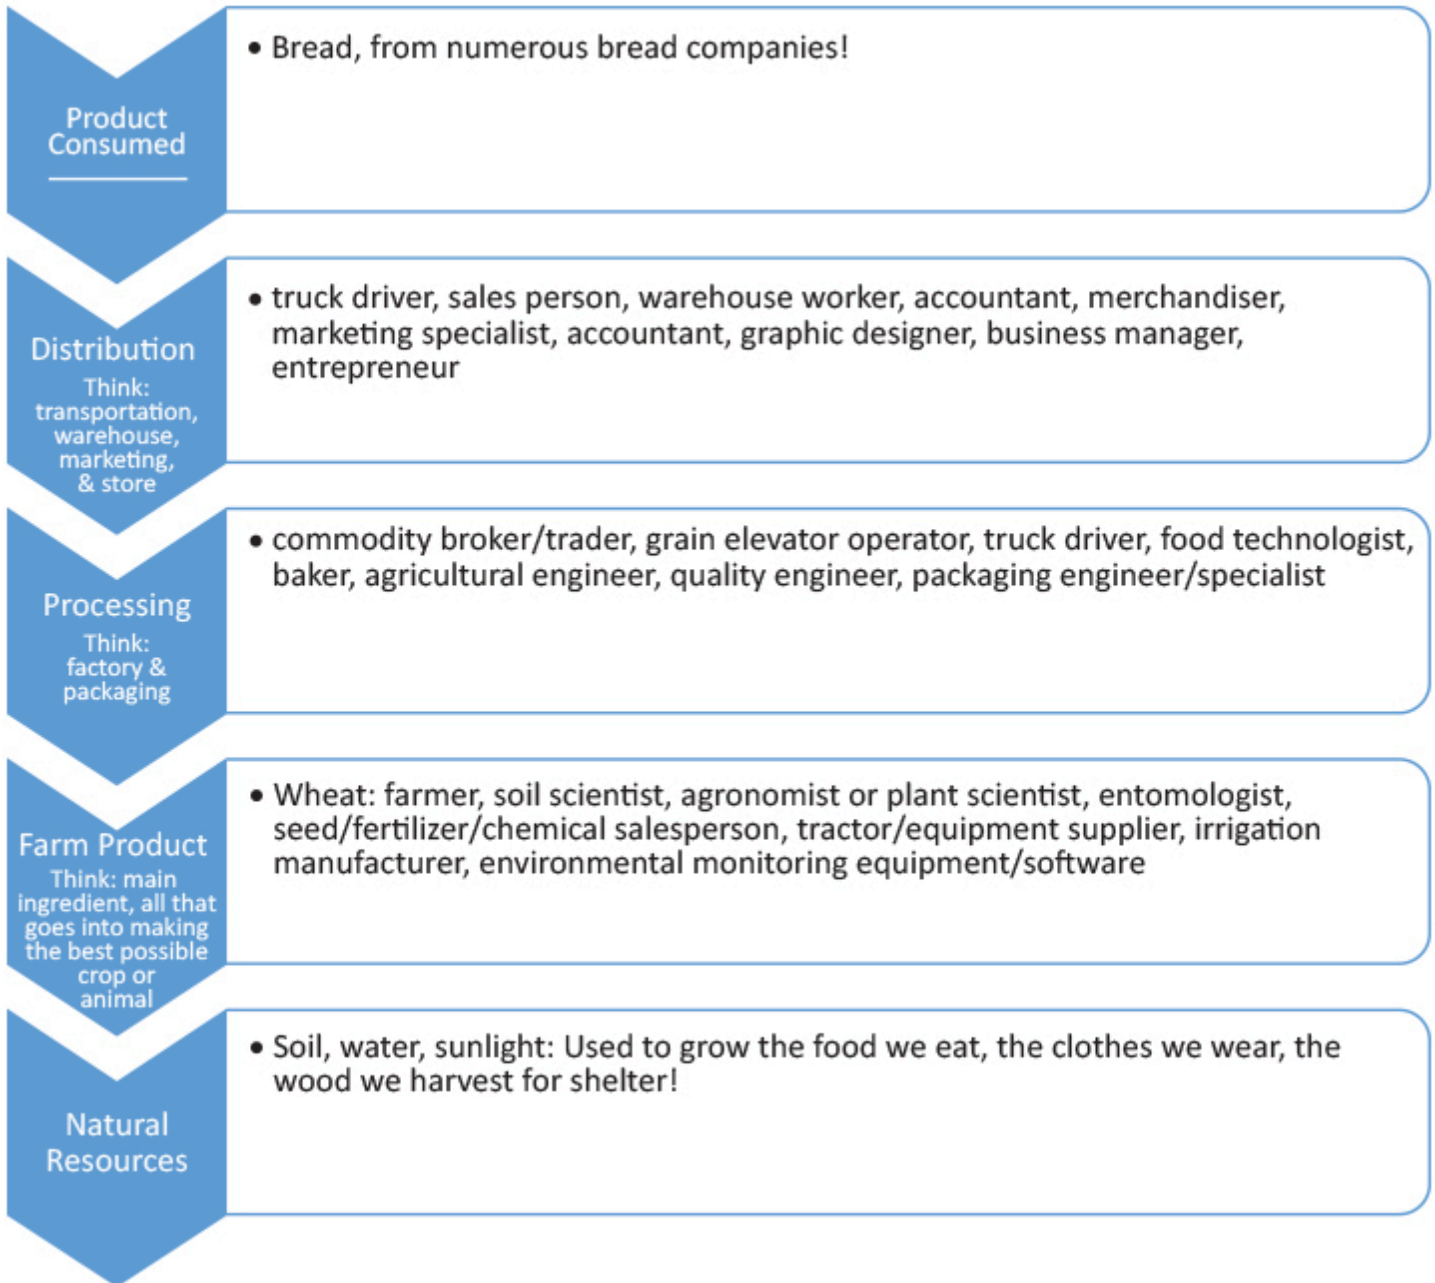 Product
Consumed
• Bread, from numerous bread companies!
Distribution
Think:
transportation,
warehouse,
marketing,
& store
• truck driver, sales person, warehouse worker, accountant, merchandiser,
marketing specialist, accountant, graphic designer, business manager,
entrepreneur
Processing
Think:
factory &
packaging
• commodity broker/trader, grain elevator operator, truck driver, food technologist,
baker, agricultural engineer, quality engineer, packaging engineer/specialist
Farm Product
Think: main
ingredient, all that
goes into making
the best possible
crop or
animal
• Wheat: farmer, soil scientist, agronomist or plant scientist, entomologist,
seed/fertilizer/chemical salesperson, tractor/equipment supplier, irrigation
manufacturer, environmental monitoring equipment/software
Natural
Resources
• Soil, water, sunlight: Used to grow the food we eat, the clothes we wear, the
wood we harvest for shelter!